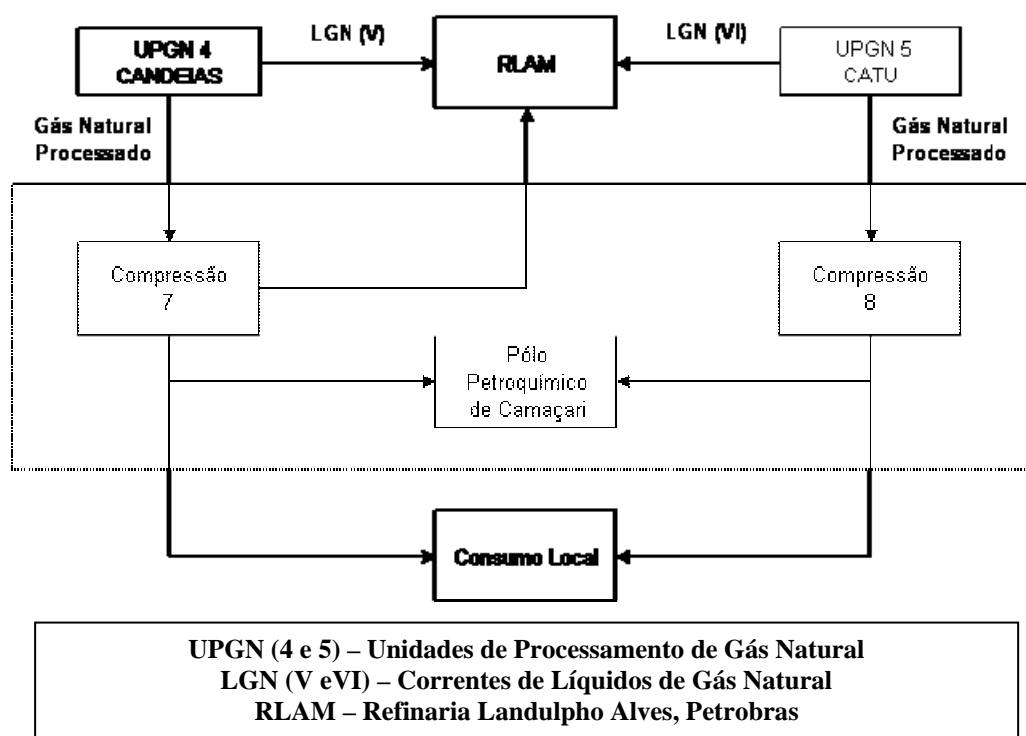 LGN (V)
LGN (VI)
UPGN 4
CANDEIAS
RLAM
UPGN 5
CATU
Gás Natural
Processado
Gás Natural
Processado
Compressão
7
Compressão
8
Pólo
Petroquímico
de Camaçari
Consumo Local
UPGN (4 e 5) – Unidades de Processamento de Gás Natural
LGN (V eVI) – Correntes de Líquidos de Gás Natural
RLAM – Refinaria Landulpho Alves, Petrobras